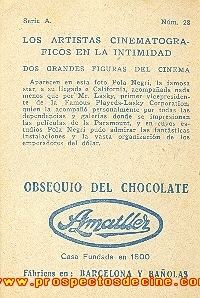 Serie A. Núm. 28
LOS ARTISTAS CINEMATOGRA-
FICOS EN LA INTIMIDAD
DOS GRANDES FIGURAS DEL CINEMA
Aparecen en esta foto Pola Negri, la famosa
star, a su llegada a California, acompañada nada
menos que por Mr. Lasky, primer vicepresiden-
te de la Famous Playeds-Lasky Corporation,
quien la acompañó personalmente por todas las
dependencias y galerías donde se impresionan
las películas de la Paramount, y en cuyos es-
tudios Pola Negri pudo admirar las fantásticas
instalaciones y la vasta organización de los
emperadores del dólar.
OBSEQUIO DEL CHOCOLATE
Amatller
Casa Fundada en 1800
www.prospectosdecine.com
Fábricas en: BARCELONA Y BAÑOLAS